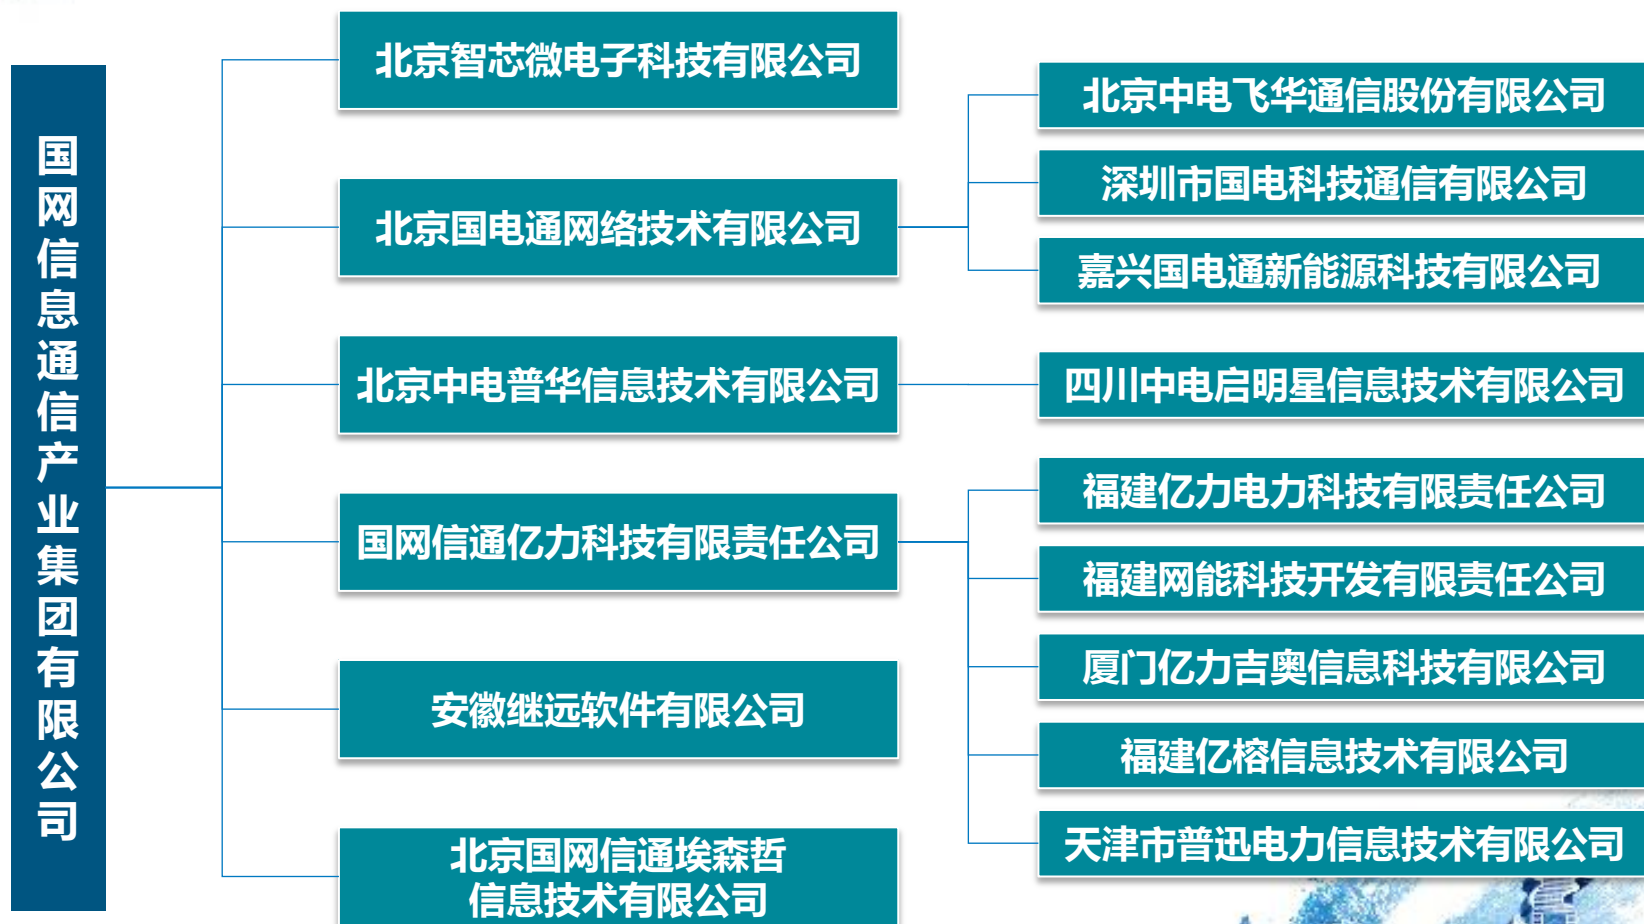 国网信息通信产业集团有限公司
北京智芯微电子科技有限公司
北京国电通网络技术有限公司
北京中电普华信息技术有限公司
国网信通亿力科技有限责任公司
安徽继远软件有限公司
北京国网信通埃森哲
信息技术有限公司
北京中电飞华通信股份有限公司
深圳市国电科技通信有限公司
嘉兴国电通新能源科技有限公司
四川中电启明星信息技术有限公司
福建亿力电力科技有限责任公司
福建网能科技开发有限责任公司
厦门亿力吉奥信息科技有限公司
福建亿榕信息技术有限公司
天津市普迅电力信息技术有限公司